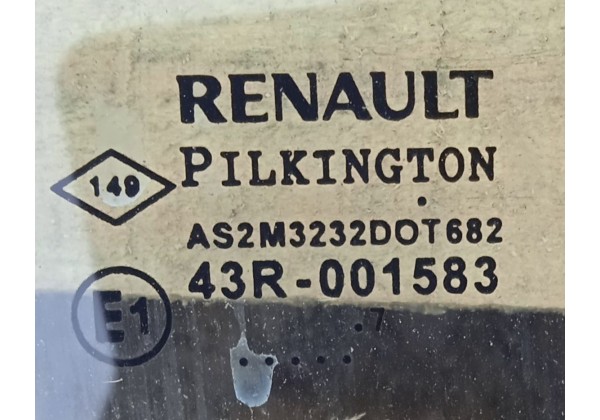 RENAULT
149
PILKINGTON
AS2M3232DOT682
43R-001583
E1
.7
.....